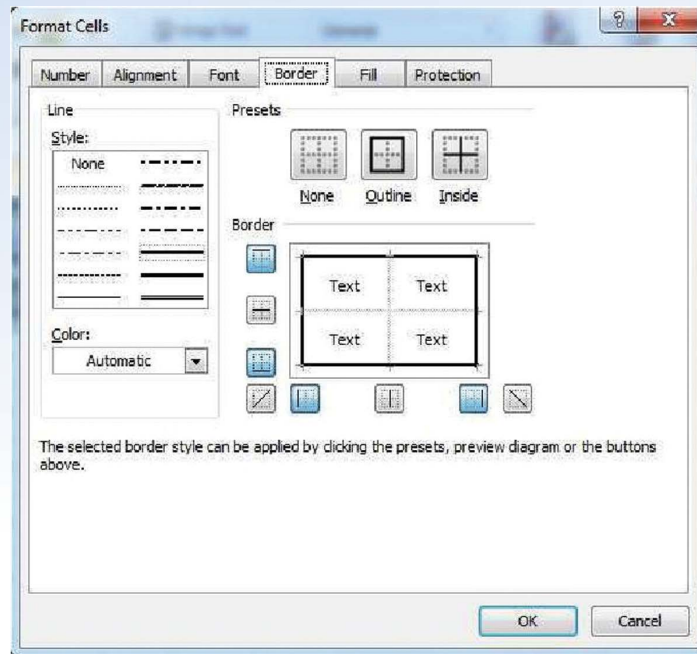 Format Cells
Number Alignment Font Border Fill Protection
Line
Style:
None
Color:
Automatic
Presets
None Outline Inside
Border
Text Text
Text Text
The selected border style can be applied by clicking the presets, preview diagram or the buttons
above.
OK Cancel